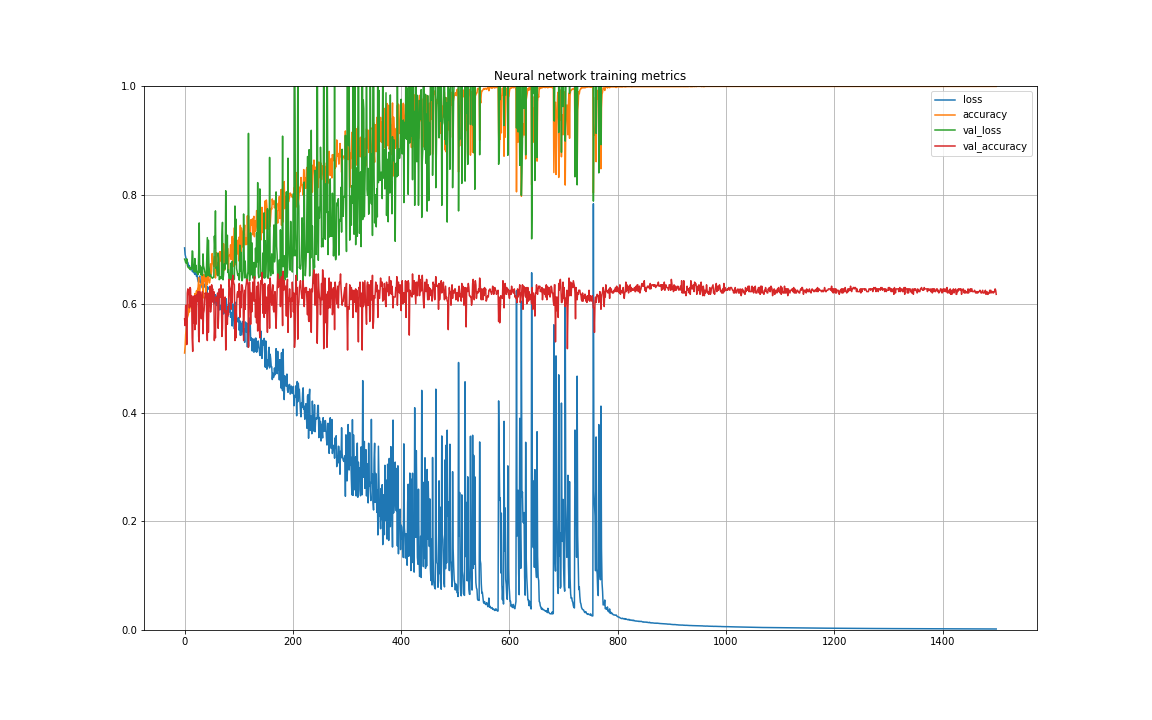 Neural network training metrics
1.0
0.8
0.6
0.4
0.2
0.0
loss
accuracy
val_loss
val_accuracy
0 200 400 600 800 1000 1200 1400